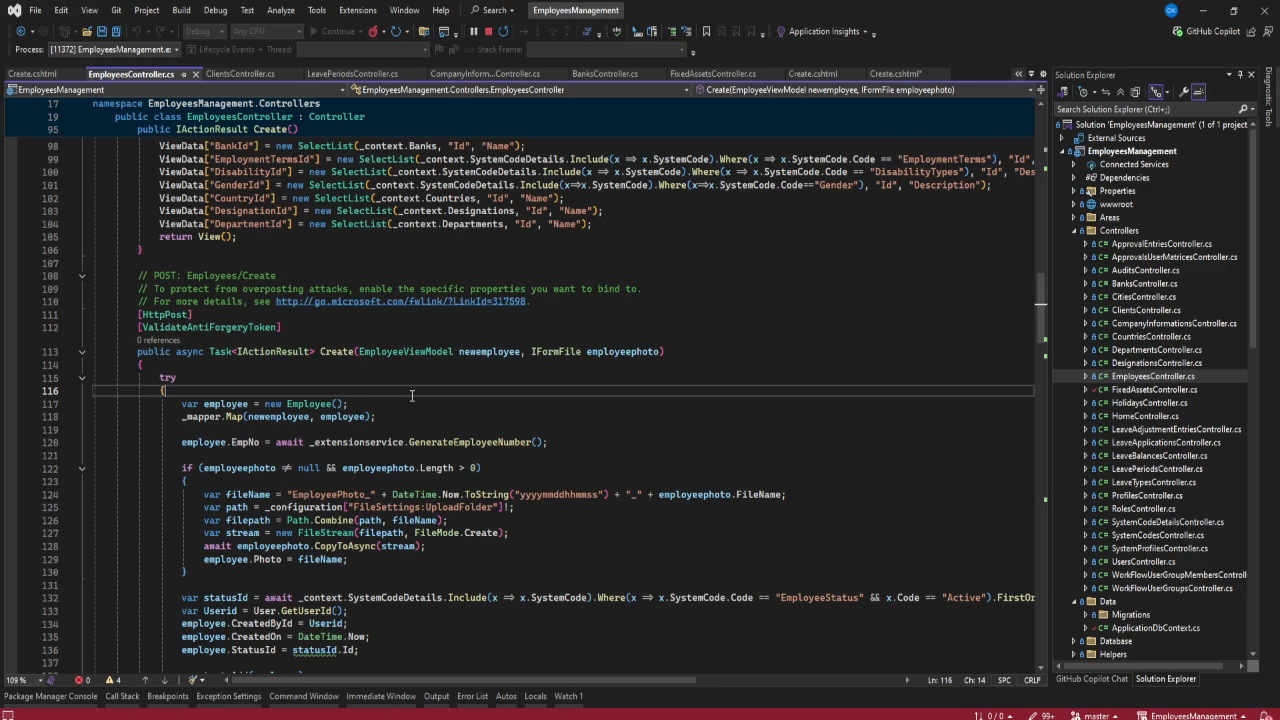 File Edit View Git Project Build Debug Test Analyze Tools Extensions Window Help Search EmployeesManagement OK
Debug Any CPU Continue Application Insights GitHub Copilot
Process: [11372] EmployeesManagement.e Lifecycle Events Thread: Stack Frame:
Create.cshtml EmployeesController.cs ClientsController.cs LeavePeriodsController.cs CompanyInform...Controller.cs BanksController.cs FixedAssetsController.cs Create.cshtml Create.cshtml*
EmployeesManagement EmployeesManagement.Controllers.EmployeesController Create(EmployeeViewModel newemployee, IFormFile employeephoto)
17 namespace EmployeesManagement.Controllers
19 public class EmployeesController : Controller
95 public IActionResult Create()
98 ViewData["BankId"] = new SelectList(_context.Banks, "Id", "Name");
99 ViewData["EmploymentTermsId"] = new SelectList(_context.SystemCodeDetails.Include(x => x.SystemCode).Where(x => x.SystemCode.Code == "EmploymentTerms"), "Id",
100 ViewData["DisabilityId"] = new SelectList(_context.SystemCodeDetails.Include(x => x.SystemCode).Where(x => x.SystemCode.Code == "DisabilityTypes"), "Id", "Des
101 ViewData["GenderId"] = new SelectList(_context.SystemCodeDetails.Include(x=>x.SystemCode).Where(x=>x.SystemCode.Code=="Gender"), "Id", "Description");
102 ViewData["CountryId"] = new SelectList(_context.Countries, "Id", "Name");
103 ViewData["DesignationId"] = new SelectList(_context.Designations, "Id", "Name");
104 ViewData["DepartmentId"] = new SelectList(_context.Departments, "Id", "Name");
105 return View();
106 }
107
108 // POST: Employees/Create
109 // To protect from overposting attacks, enable the specific properties you want to bind to.
110 // For more details, see http://go.microsoft.com/fwlink/?LinkId=317598.
111 [HttpPost]
112 [ValidateAntiForgeryToken]
0 references
113 public async Task<IActionResult> Create(EmployeeViewModel newemployee, IFormFile employeephoto)
114 {
115 try
116 {
117 var employee = new Employee();
118 _mapper.Map(newemployee, employee);
119
120 employee.EmpNo = await _extensionservice.GenerateEmployeeNumber();
121
122 if (employeephoto != null && employeephoto.Length > 0)
123 {
124 var fileName = "EmployeePhoto_" + DateTime.Now.ToString("yyyymmddhhmmss") + "_" + employeephoto.FileName;
125 var path = _configuration["FileSettings:UploadFolder"]!;
126 var filepath = Path.Combine(path, fileName);
127 var stream = new FileStream(filepath, FileMode.Create);
128 await employeephoto.CopyToAsync(stream);
129 employee.Photo = fileName;
130 }
131
132 var statusId = await _context.SystemCodeDetails.Include(x => x.SystemCode).Where(x => x.SystemCode.Code == "EmployeeStatus" && x.Code == "Active").FirstOr
133 var Userid = User.GetUserId();
134 employee.CreatedById = Userid;
135 employee.CreatedOn = DateTime.Now;
136 employee.StatusId = statusId.Id;
137
109 % 0 4 Ln: 116 Ch: 14 SPC CRLF
Package Manager Console Call Stack Breakpoints Exception Settings Command Window Immediate Window Output Error List Autos Locals Watch 1
Solution Explorer
Search Solution Explorer (Ctrl+;)
Solution 'EmployeesManagement' (1 of 1 project
External Sources
EmployeesManagement
Connected Services
Dependencies
Properties
wwwroot
Areas
Controllers
ApprovalEntriesController.cs
ApprovalsUserMatricesController.cs
AuditsController.cs
BanksController.cs
CitiesController.cs
ClientsController.cs
CompanyInformationsController.cs
CountriesController.cs
DepartmentsController.cs
DesignationsController.cs
EmployeesController.cs
FixedAssetsController.cs
HolidaysController.cs
HomeController.cs
LeaveAdjustmentEntriesController.cs
LeaveApplicationsController.cs
LeaveBalancesController.cs
LeavePeriodsController.cs
LeaveTypesController.cs
ProfilesController.cs
RolesController.cs
SystemCodeDetailsController.cs
SystemCodesController.cs
SystemProfilesController.cs
UsersController.cs
WorkFlowUserGroupMembersControll
WorkFlowUserGroupsController.cs
Data
Migrations
ApplicationDbContext.cs
Database
Helpers
GitHub Copilot Chat Solution Explorer
Diagnostic Tools
0 / 0 99+ master EmployeesManagement